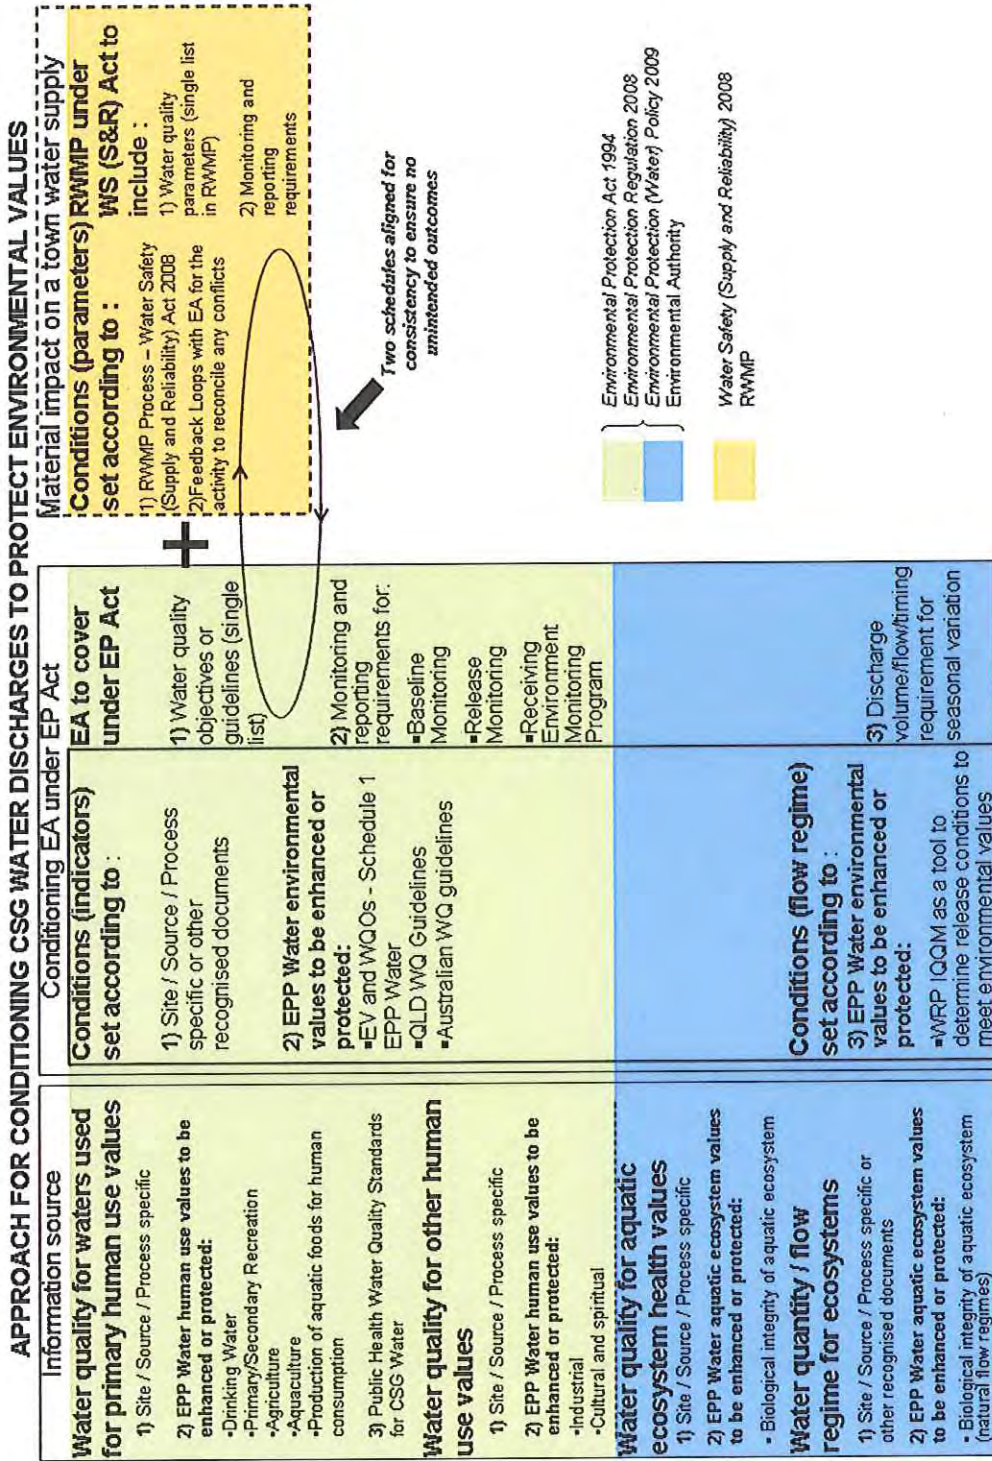 APPROACH FOR CONDITIONING CSG WATER DISCHARGES TO PROTECT ENVIRONMENTAL VALUES
Information source
Water quality for waters used
for primary human use values
1) Site / Source / Process specific
2) EPP Water human use values to be
enhanced or protected:
•Drinking Water
•Primary/Secondary Recreation
•Agriculture
•Aquaculture
•Production of aquatic foods for human
consumption
3) Public Health Water Quality Standards
for CSG Water
Water quality for other human
use values
1) Site / Source / Process specific
2) EPP Water human use values to be
enhanced or protected:
•Industrial
•Cultural and spiritual
Water quality for aquatic
ecosystem health values
1) Site / Source / Process specific
2) EPP Water aquatic ecosystem values
to be enhanced or protected:
• Biological integrity of aquatic ecosystem
Water quantity / flow
regime for ecosystems
1) Site / Source / Process specific or
other recognised documents
2) EPP Water aquatic ecosystem values
to be enhanced or protected:
• Biological integrity of aquatic ecosystem
(natural flow regimes)
Conditioning EA under EP Act
Conditions (indicators)
set according to :
1) Site / Source / Process
specific or other
recognised documents
2) EPP Water environmental
values to be enhanced or
protected:
▪EV and WQOs - Schedule 1
EPP Water
▪QLD WQ Guidelines
▪Australian WQ guidelines
Conditions (flow regime)
set according to :
3) EPP Water environmental
values to be enhanced or
protected:
▪WRP IQQM as a tool to
determine release conditions to
meet environmental values
EA to cover
under EP Act
1) Water quality
objectives or
guidelines (single
list)
2) Monitoring and
reporting
requirements for:
▪Baseline
Monitoring
▪Release
Monitoring
▪Receiving
Environment
Monitoring
Program
3) Discharge
volume/flow/timing
requirement for
seasonal variation
+
Material impact on a town water supply
Conditions (parameters)
set according to :
1) RWMP Process – Water Safety
(Supply and Reliability) Act 2008
2)Feedback Loops with EA for the
activity to reconcile any conflicts
RWMP under
WS (S&R) Act to
include :
1) Water quality
parameters (single list
in RWMP)
2) Monitoring and
reporting
requirements
Two schedules aligned for
consistency to ensure no
unintended outcomes
Environmental Protection Act 1994
Environmental Protection Regulation 2008
Environmental Protection (Water) Policy 2009
Environmental Authority
Water Safety (Supply and Reliability) 2008
RWMP